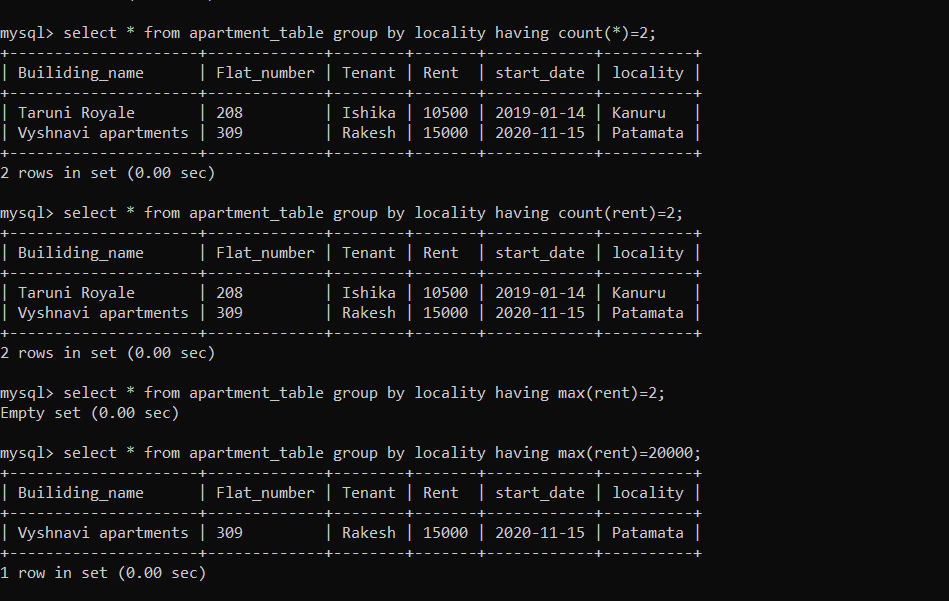 mysql> select * from apartment_table group by locality having count(*)=2;
+---------------------+-------------+--------+-------+------------+----------+
| Builiding_name      | Flat_number | Tenant | Rent  | start_date | locality |
+---------------------+-------------+--------+-------+------------+----------+
| Taruni Royale       | 208         | Ishika | 10500 | 2019-01-14 | Kanuru   |
| Vyshnavi apartments | 309         | Rakesh | 15000 | 2020-11-15 | Patamata |
+---------------------+-------------+--------+-------+------------+----------+
2 rows in set (0.00 sec)
mysql> select * from apartment_table group by locality having count(rent)=2;
+---------------------+-------------+--------+-------+------------+----------+
| Builiding_name      | Flat_number | Tenant | Rent  | start_date | locality |
+---------------------+-------------+--------+-------+------------+----------+
| Taruni Royale       | 208         | Ishika | 10500 | 2019-01-14 | Kanuru   |
| Vyshnavi apartments | 309         | Rakesh | 15000 | 2020-11-15 | Patamata |
+---------------------+-------------+--------+-------+------------+----------+
2 rows in set (0.00 sec)
mysql> select * from apartment_table group by locality having max(rent)=2;
Empty set (0.00 sec)
mysql> select * from apartment_table group by locality having max(rent)=20000;
+---------------------+-------------+--------+-------+------------+----------+
| Builiding_name      | Flat_number | Tenant | Rent  | start_date | locality |
+---------------------+-------------+--------+-------+------------+----------+
| Vyshnavi apartments | 309         | Rakesh | 15000 | 2020-11-15 | Patamata |
+---------------------+-------------+--------+-------+------------+----------+
1 row in set (0.00 sec)